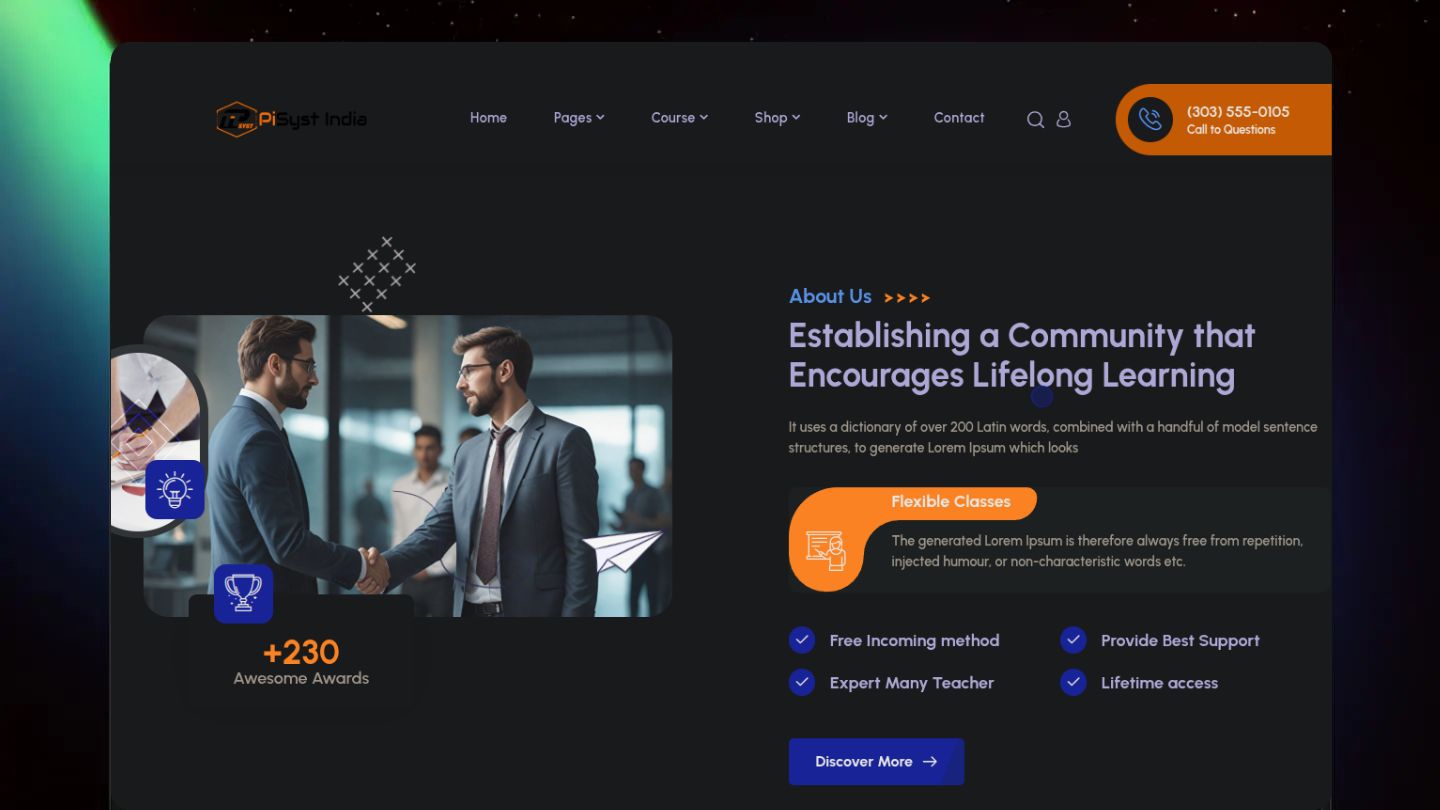 PiSyst India
Home Pages Course Shop Blog Contact
(303) 555-0105
Call to Questions
About Us
Establishing a Community that
Encourages Lifelong Learning
It uses a dictionary of over 200 Latin words, combined with a handful of model sentence
structures, to generate Lorem Ipsum which looks
Flexible Classes
The generated Lorem Ipsum is therefore always free from repetition,
injected humour, or non-characteristic words etc.
Free Incoming method
Provide Best Support
Expert Many Teacher
Lifetime access
Discover More
+230
Awesome Awards